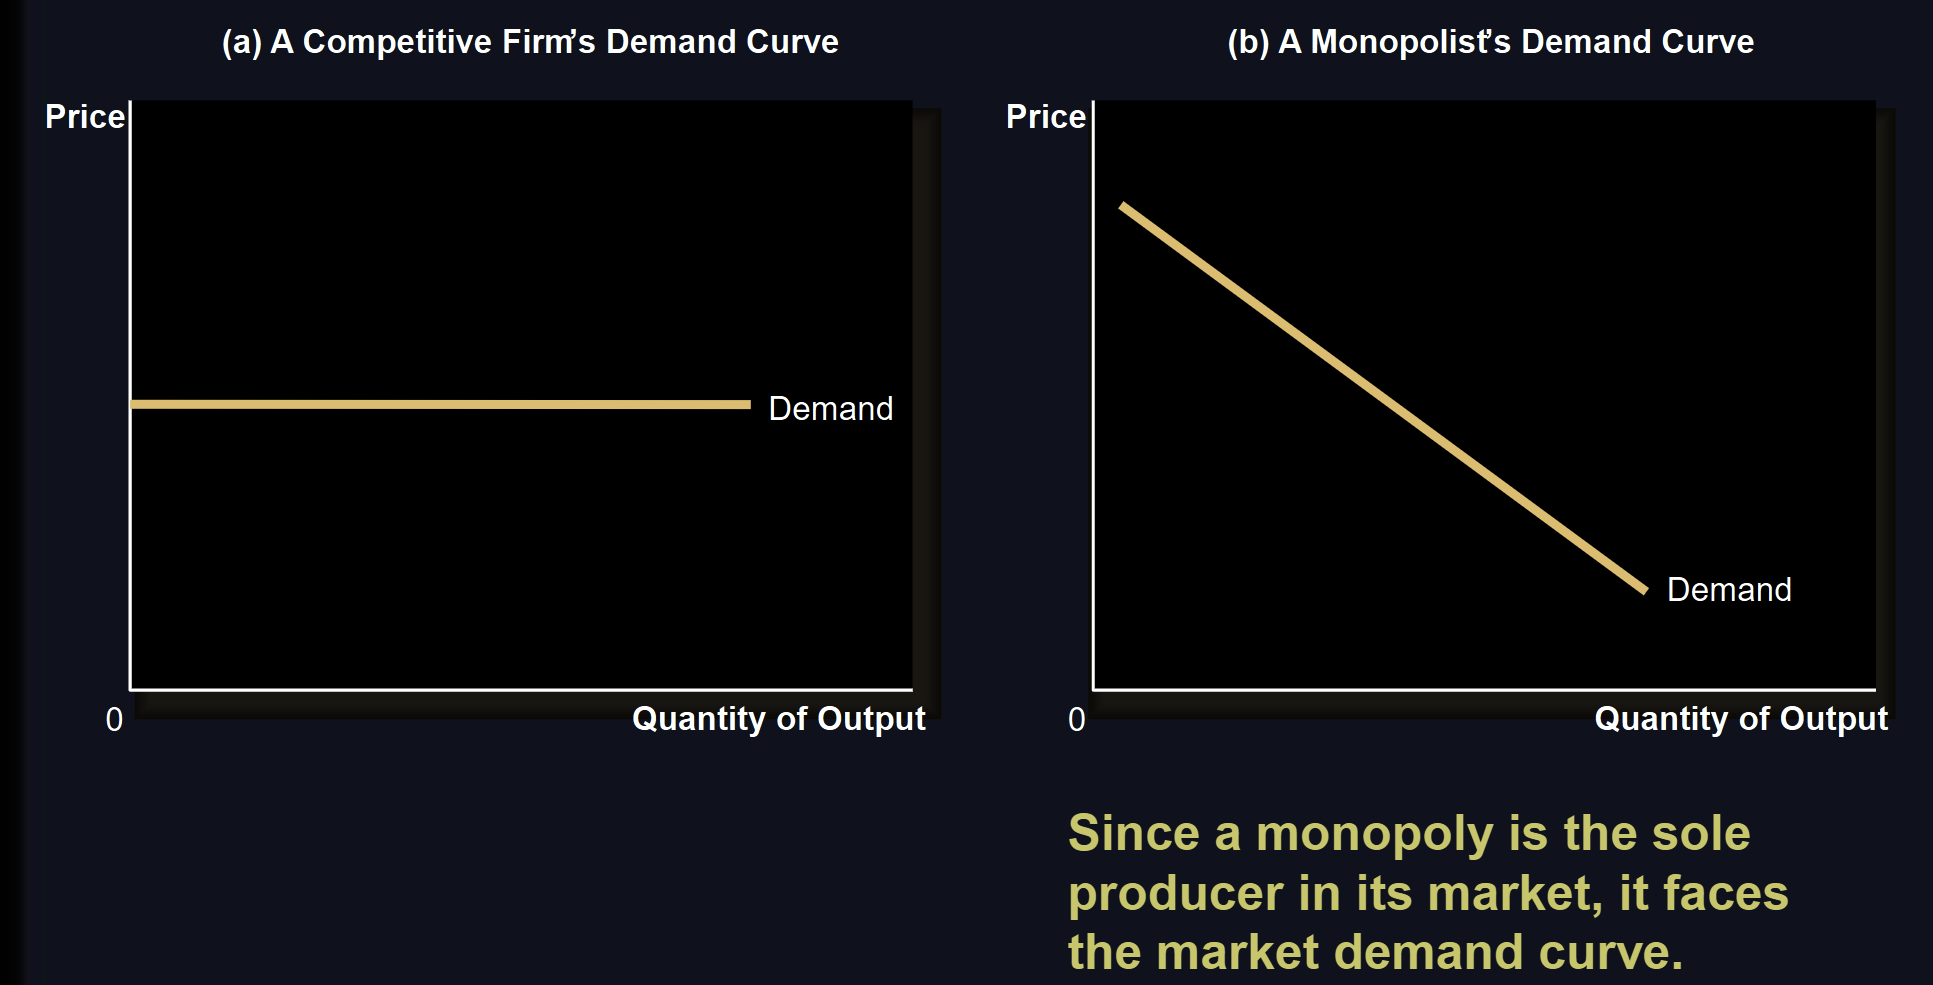 (a) A Competitive Firm’s Demand Curve
Price
Demand
0
Quantity of Output
(b) A Monopolist’s Demand Curve
Price
Demand
0
Quantity of Output
Since a monopoly is the sole
producer in its market, it faces
the market demand curve.